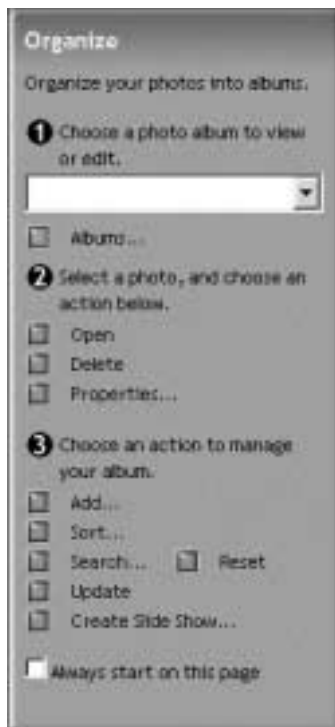 Organize
Organize your photos into albums.
1 Choose a photo album to view
or edit.
Albums...
2 Select a photo, and choose an
action below.
Open
Delete
Properties...
3 Choose an action to manage
your album.
Add...
Sort...
Search... Reset
Update
Create Slide Show...
Always start on this page